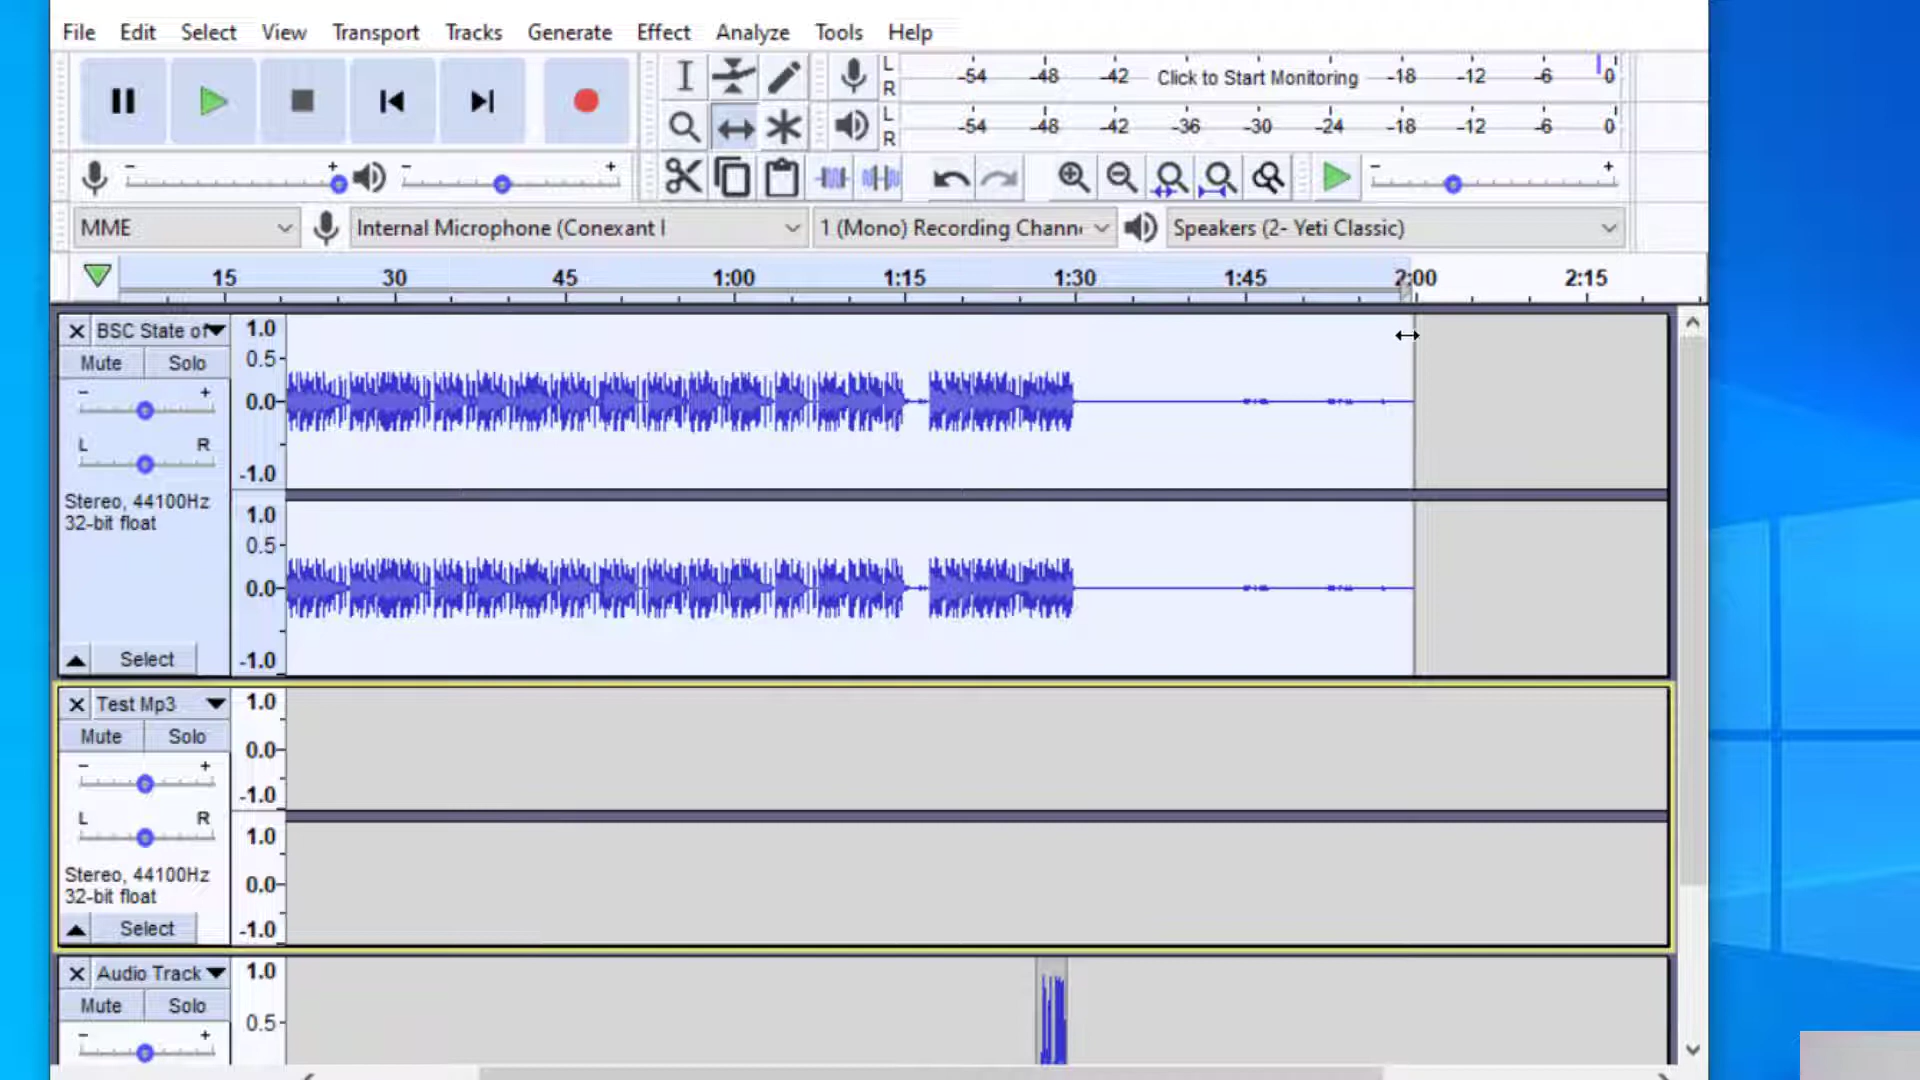 File Edit Select View Transport Tracks Generate Effect Analyze Tools Help
L R -54 -48 -42 Click to Start Monitoring -18 -12 -6 0
L R -54 -48 -42 -36 -30 -24 -18 -12 -6 0
- + - + - +
MME Internal Microphone (Conexant I 1 (Mono) Recording Chann Speakers (2- Yeti Classic)
15 30 45 1:00 1:15 1:30 1:45 2:00 2:15
BSC State of
Mute Solo
- +
L R
Stereo, 44100Hz
32-bit float
Select
1.0
0.5
0.0
-1.0
1.0
0.5
0.0
-1.0
Test Mp3
Mute Solo
- +
L R
Stereo, 44100Hz
32-bit float
Select
1.0
0.0
-1.0
1.0
0.0
-1.0
Audio Track
Mute Solo
- +
1.0
0.5